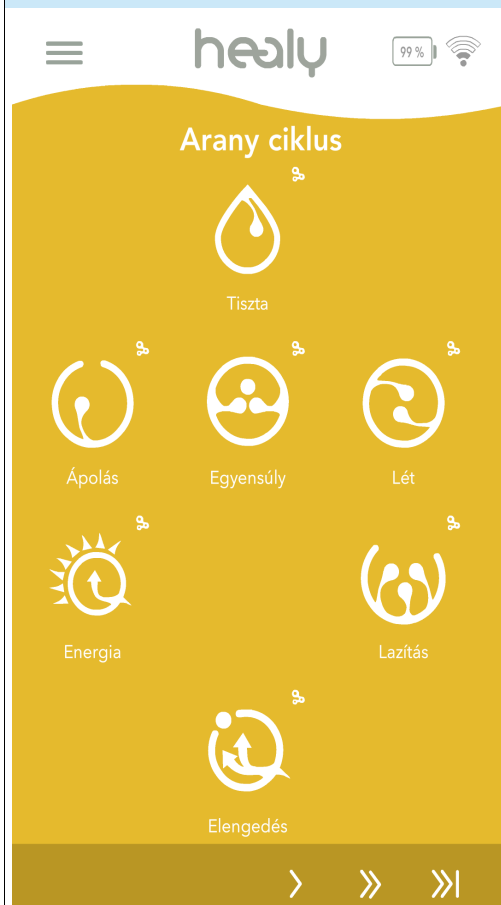 healy
99 %
Arany ciklus
Tiszta
Ápolás Egyensúly Lét
Energia Lazítás
Elengedés